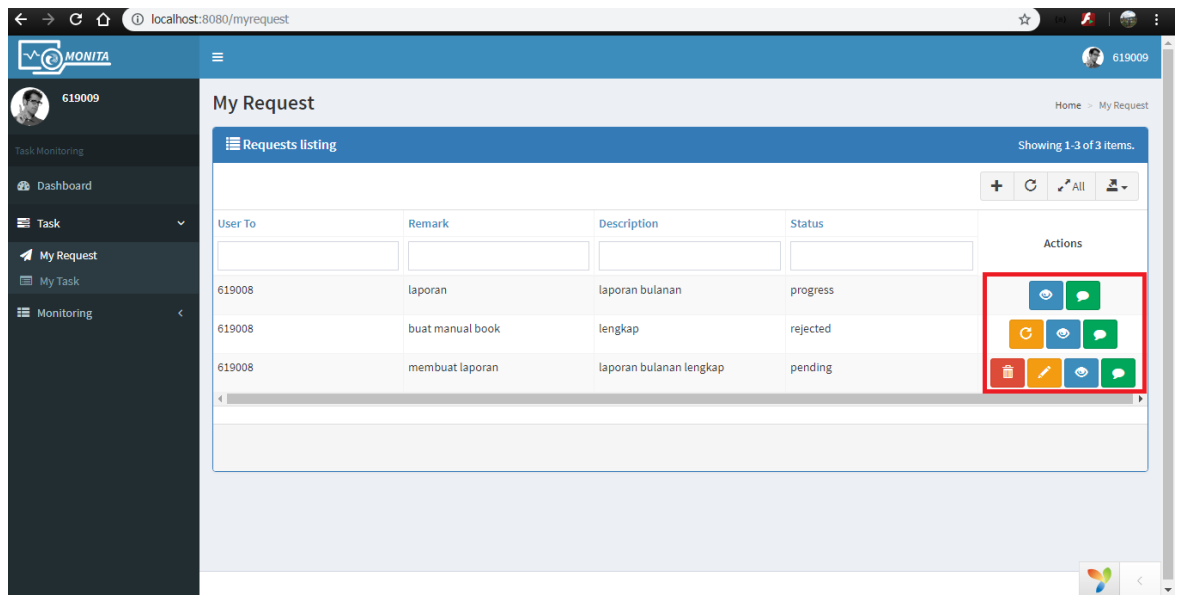 localhost:8080/myrequest
MONITA
619009
619009
My Request
Home > My Request
Task Monitoring
Dashboard
Task
My Request
My Task
Monitoring
Requests listing
Showing 1-3 of 3 items.
All
User To Remark Description Status Actions
619008 laporan laporan bulanan progress
619008 buat manual book lengkap rejected
619008 membuat laporan laporan bulanan lengkap pending